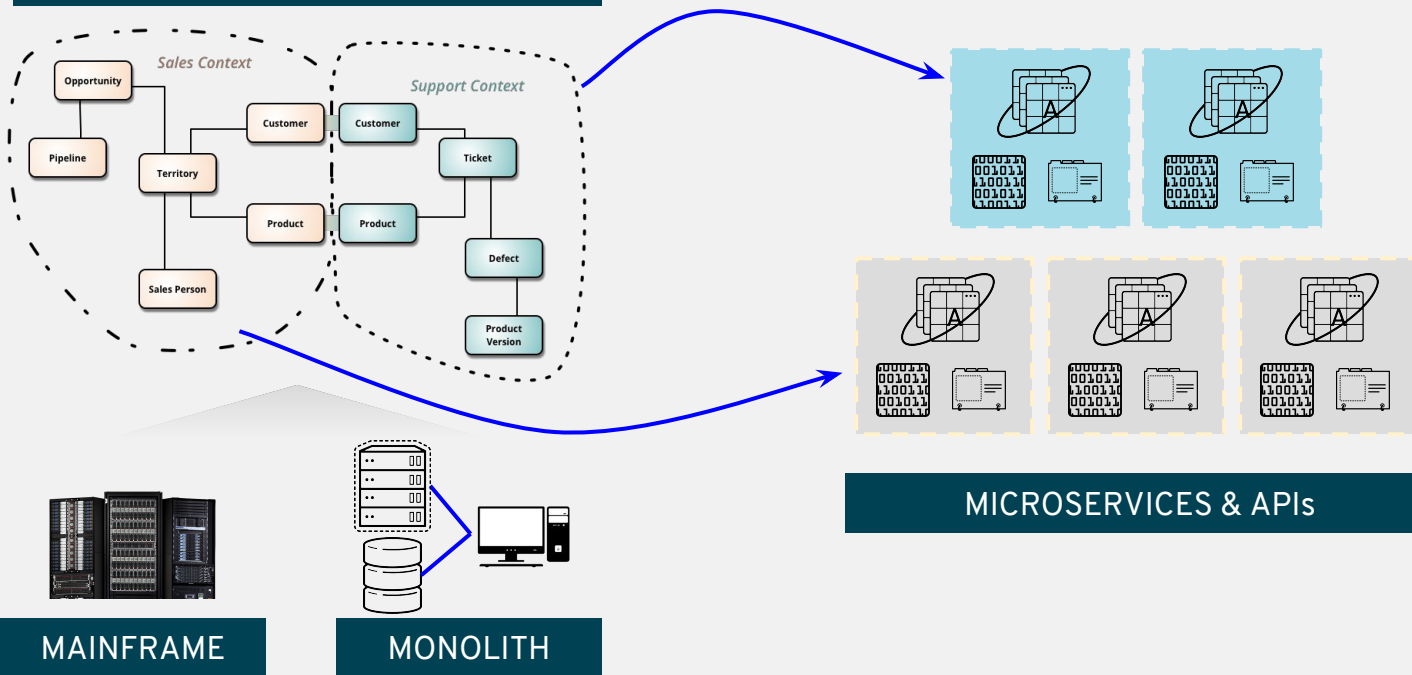 Sales Context
Opportunity
Support Context
Customer
Customer
Pipeline
Ticket
Territory
Product
Product
Defect
Sales Person
Product
Version
A
A
A
A
A
MICROSERVICES & APIs
MAINFRAME
MONOLITH